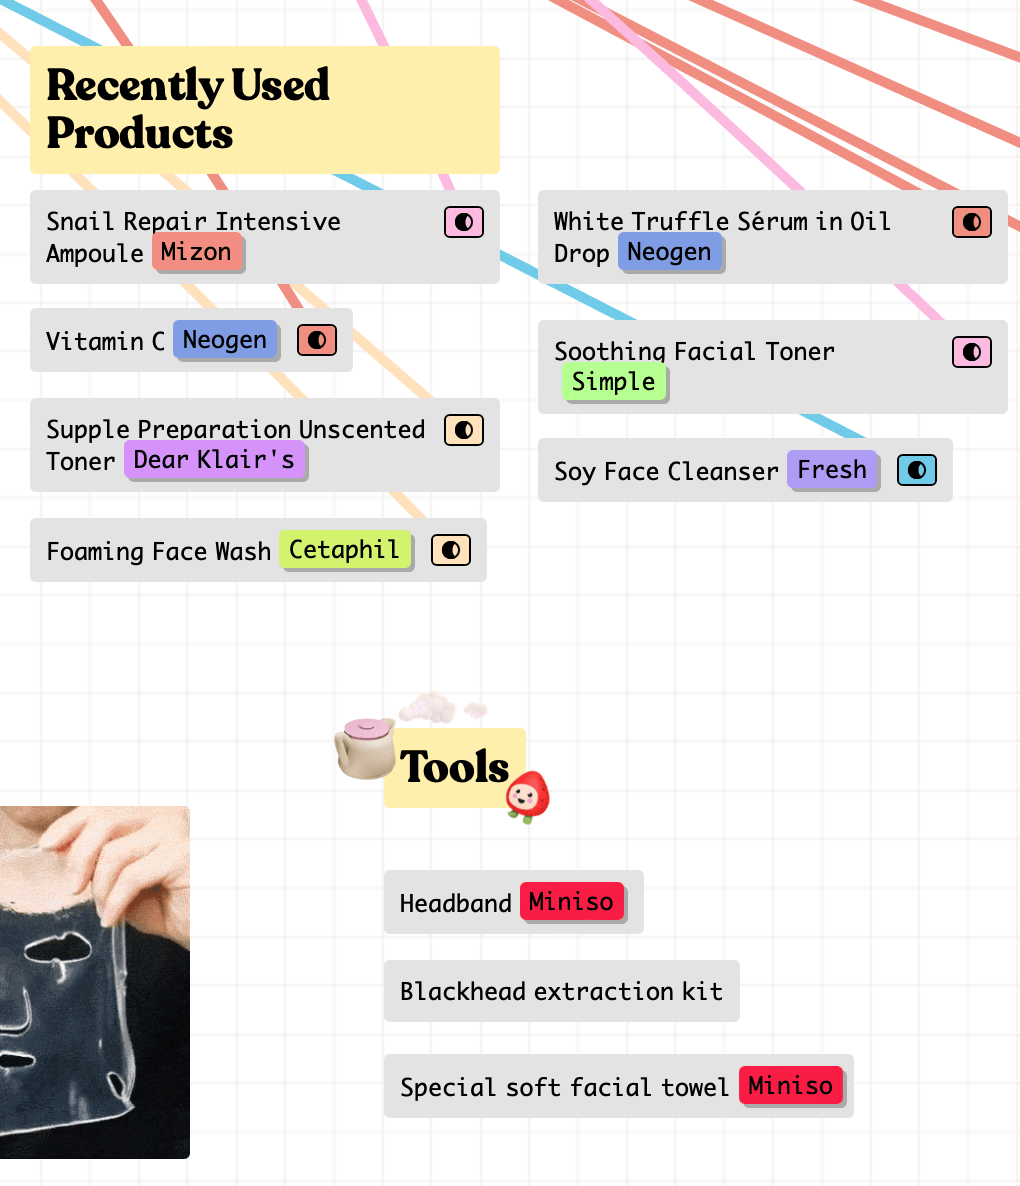 Recently Used
Products
Snail Repair Intensive
Ampoule Mizon
Vitamin C Neogen
Supple Preparation Unscented
Toner Dear Klair's
Foaming Face Wash Cetaphil
White Truffle Sérum in Oil
Drop Neogen
Soothing Facial Toner
Simple
Soy Face Cleanser Fresh
Tools
Headband Miniso
Blackhead extraction kit
Special soft facial towel Miniso